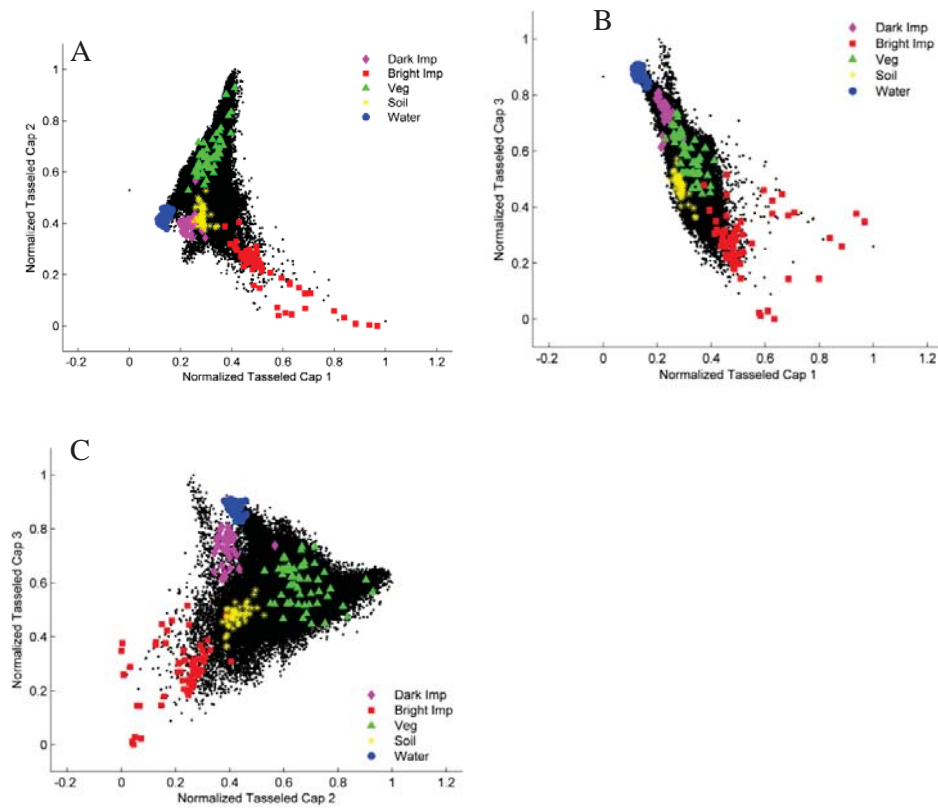 A
Dark Imp
Bright Imp
Veg
Soil
Water
1
0.8
0.6
0.4
0.2
0
Normalized Tasseled Cap 2
-0.2 0 0.2 0.4 0.6 0.8 1 1.2
Normalized Tasseled Cap 1
B
Dark Imp
Bright Imp
Veg
Soil
Water
1
0.8
0.6
0.4
0.2
0
Normalized Tasseled Cap 3
-0.2 0 0.2 0.4 0.6 0.8 1 1.2
Normalized Tasseled Cap 1
C
1
0.8
0.6
0.4
0.2
0
Normalized Tasseled Cap 3
Dark Imp
Bright Imp
Veg
Soil
Water
-0.2 0 0.2 0.4 0.6 0.8 1 1.2
Normalized Tasseled Cap 2